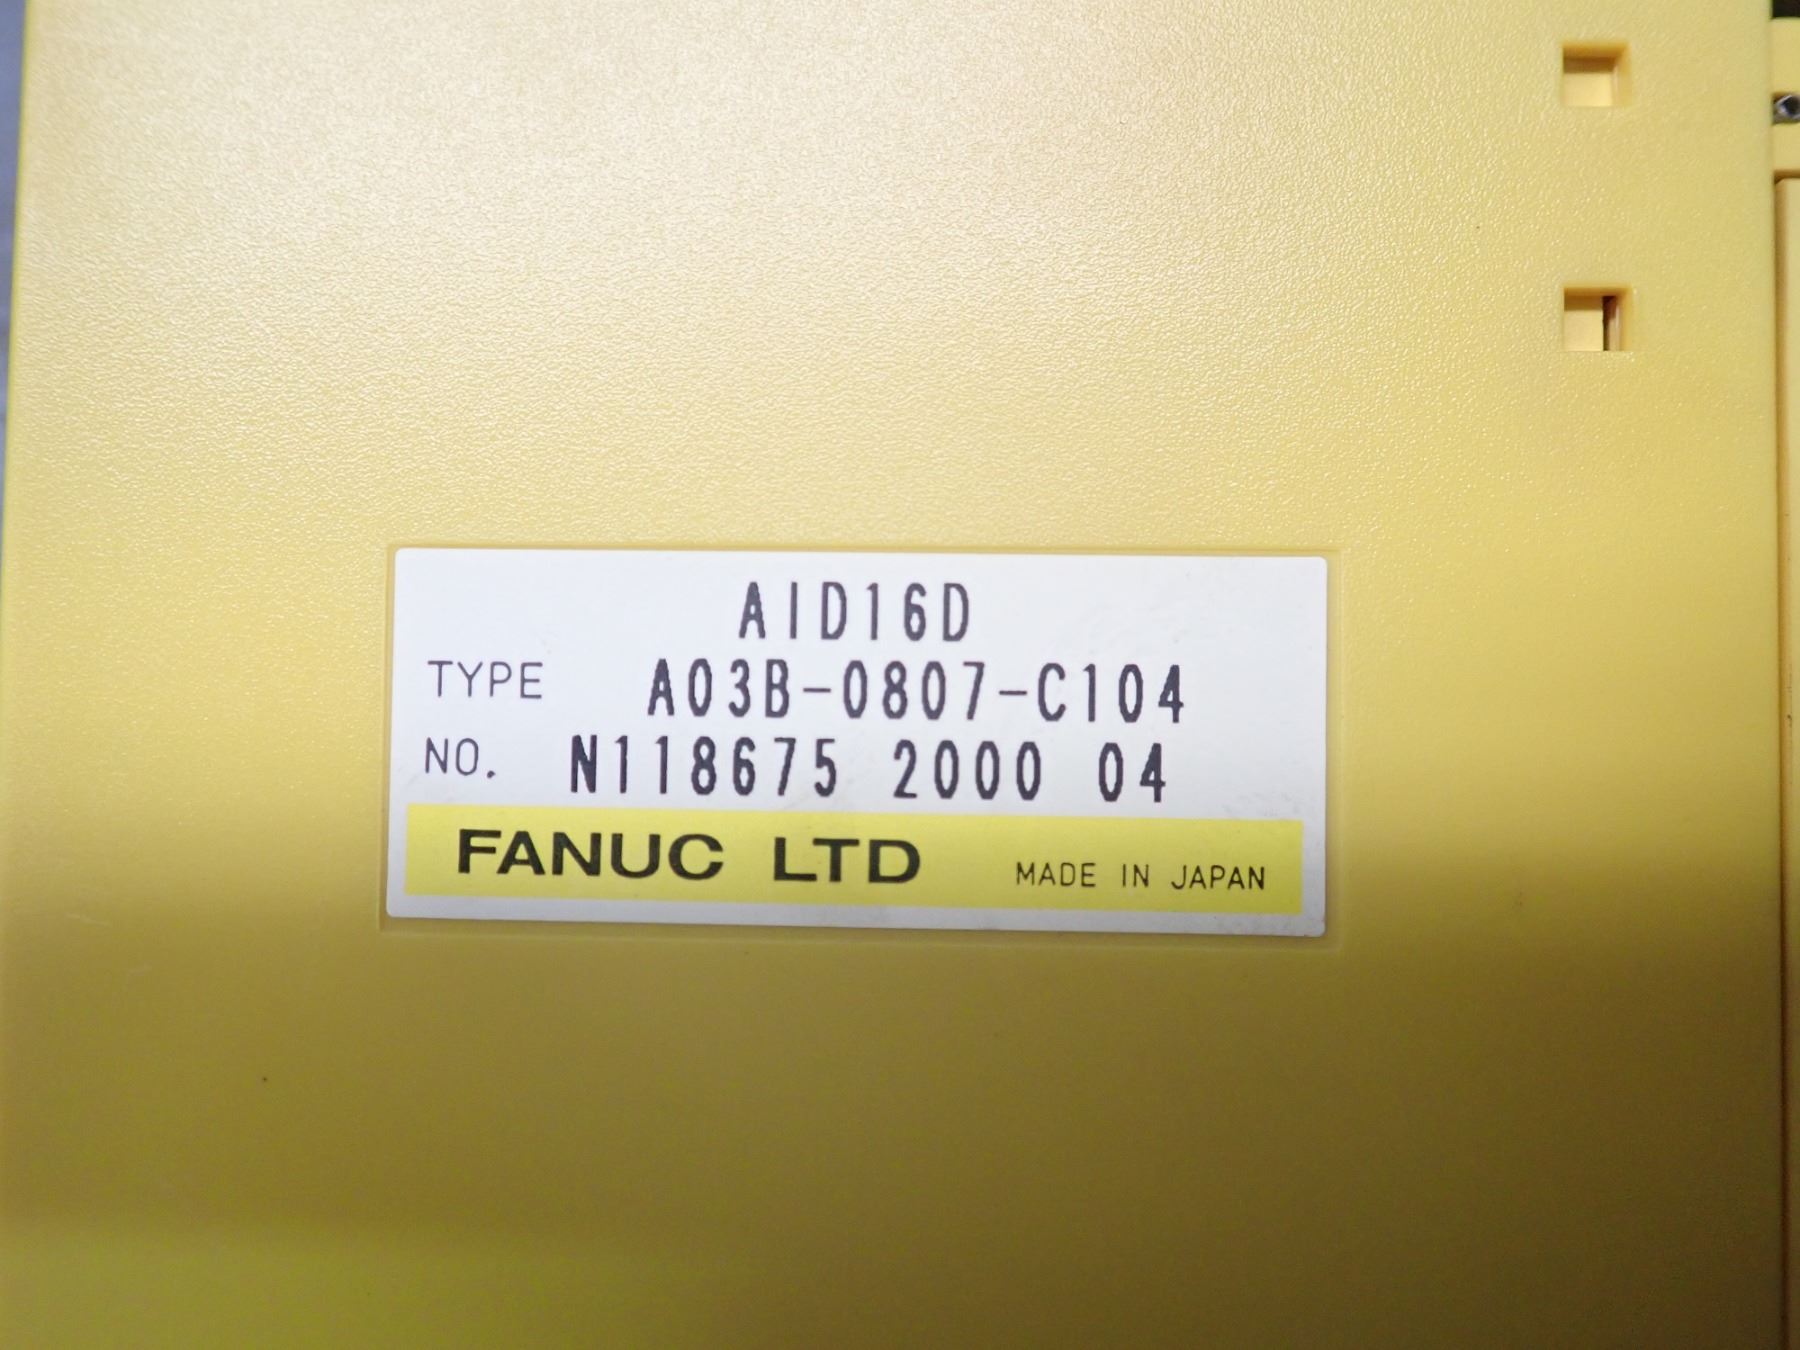 AID16D
TYPE A03B-0807-C104
NO. N118675 2000 04
FANUC LTD MADE IN JAPAN